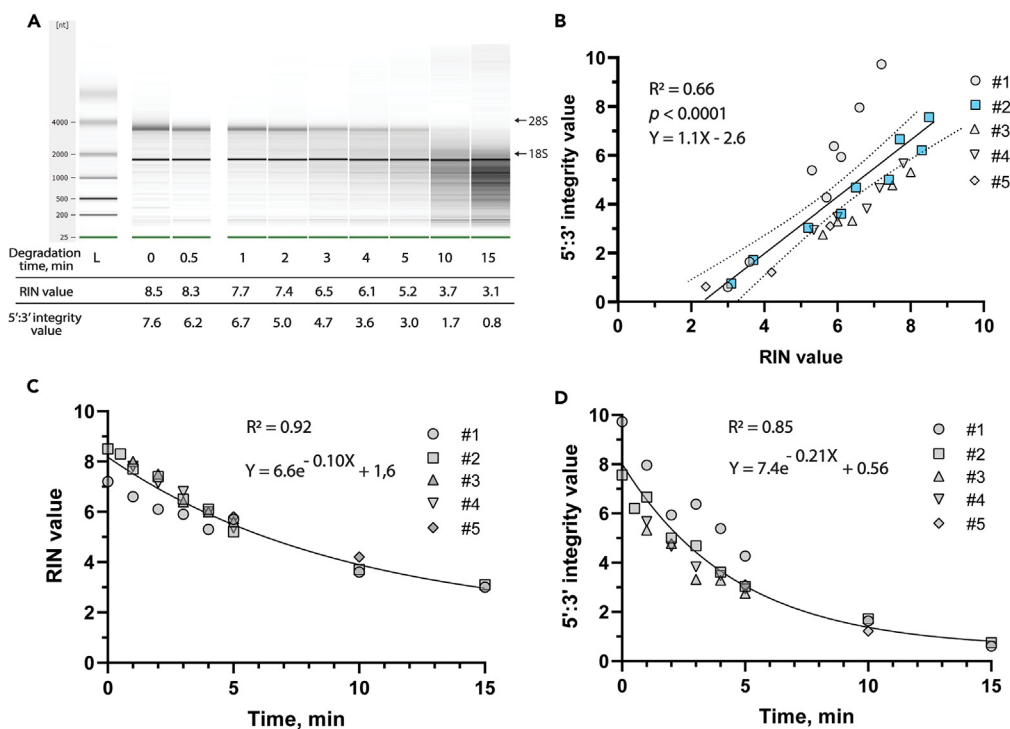 A
[nt]
4000
2000
1000
500
200
25
←28S
←18S
Degradation time, min L 0 0.5 1 2 3 4 5 10 15
RIN value 8.5 8.3 7.7 7.4 6.5 6.1 5.2 3.7 3.1
5':3' integrity value 7.6 6.2 6.7 5.0 4.7 3.6 3.0 1.7 0.8
B
5':3' integrity value
10
8
6
4
2
0
R² = 0.66
p < 0.0001
Y = 1.1X - 2.6
#1
#2
#3
#4
#5
0 2 4 6 8 10
RIN value
C
RIN value
10
8
6
4
2
0
R² = 0.92
Y = 6.6e^- 0.10X + 1,6
#1
#2
#3
#4
#5
0 5 10 15
Time, min
D
5':3' integrity value
10
8
6
4
2
0
R² = 0.85
Y = 7.4e^- 0.21X + 0.56
#1
#2
#3
#4
#5
0 5 10 15
Time, min